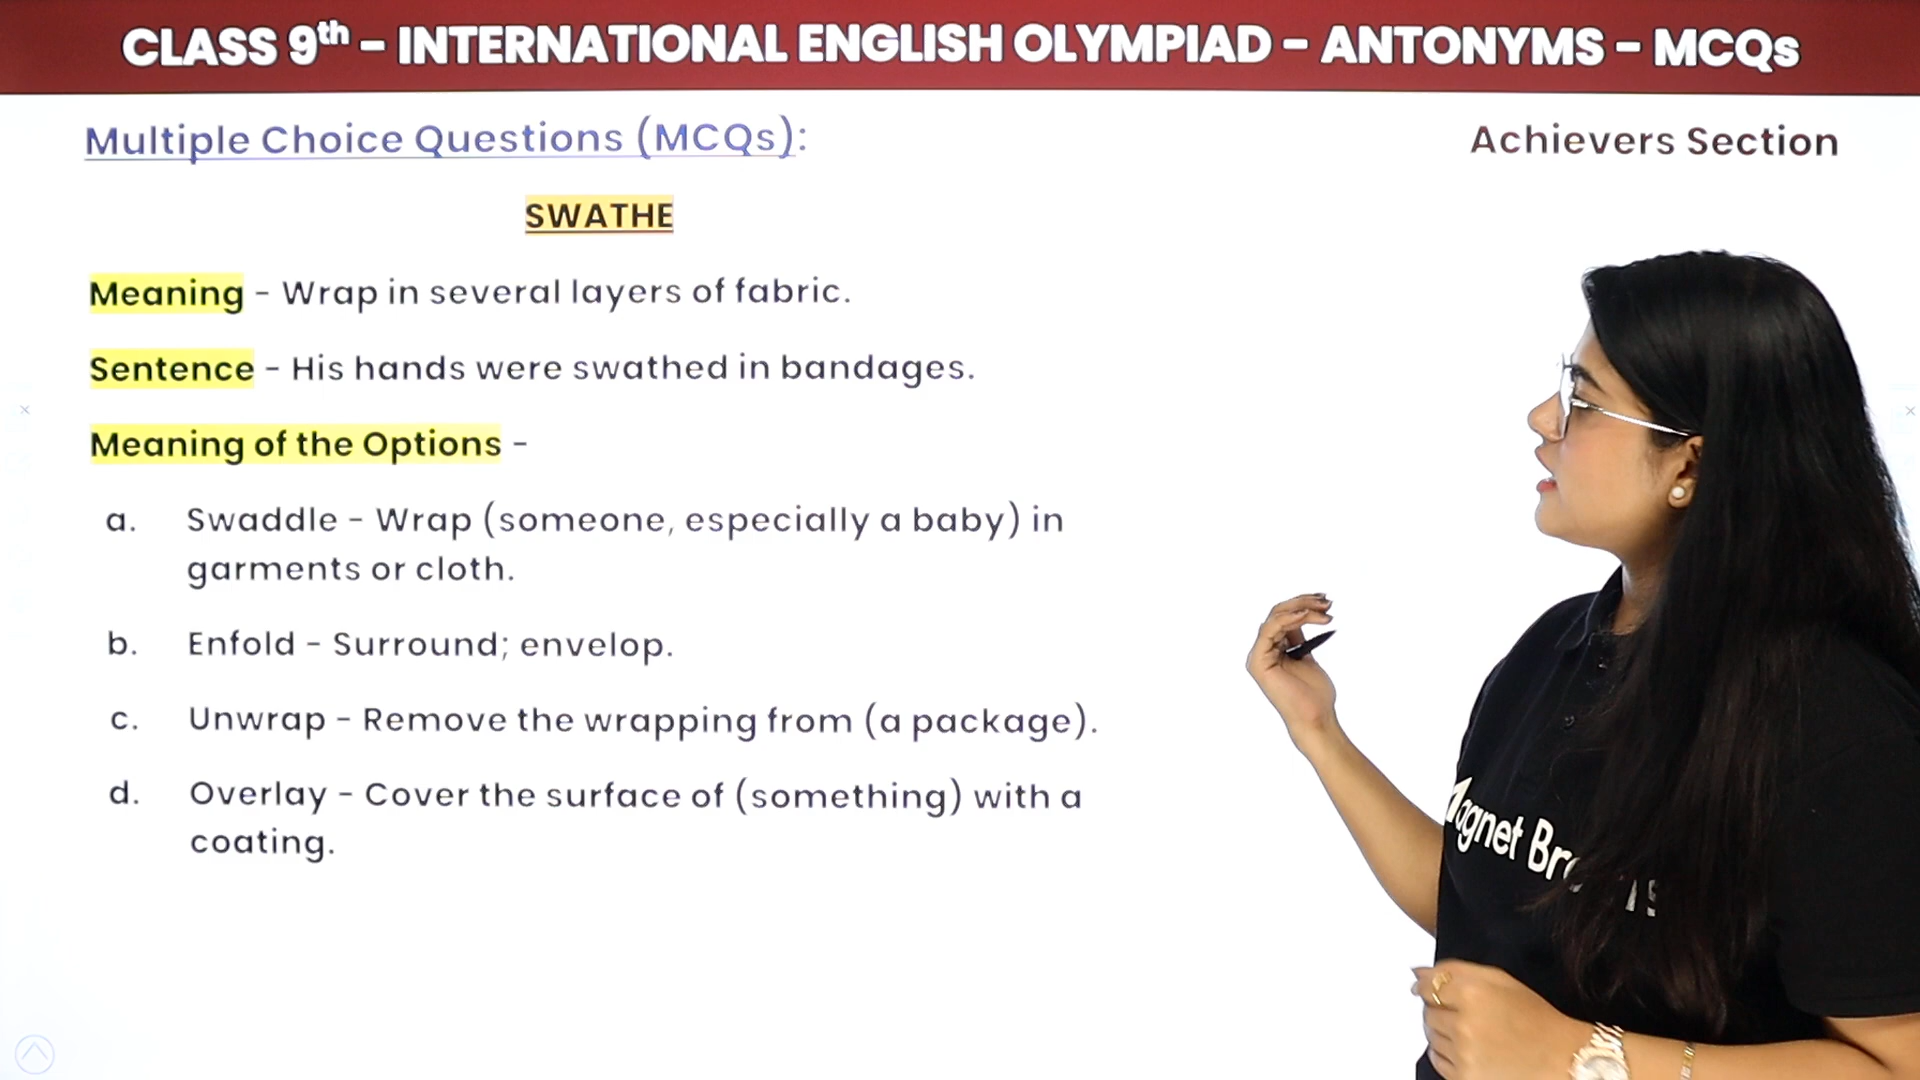 CLASS 9th – INTERNATIONAL ENGLISH OLYMPIAD – ANTONYMS – MCQs
Multiple Choice Questions (MCQs):
Achievers Section
SWATHE
Meaning - Wrap in several layers of fabric.
Sentence - His hands were swathed in bandages.
Meaning of the Options -
a. Swaddle - Wrap (someone, especially a baby) in
garments or cloth.
b. Enfold - Surround; envelop.
c. Unwrap - Remove the wrapping from (a package).
d. Overlay - Cover the surface of (something) with a
coating.
agnet